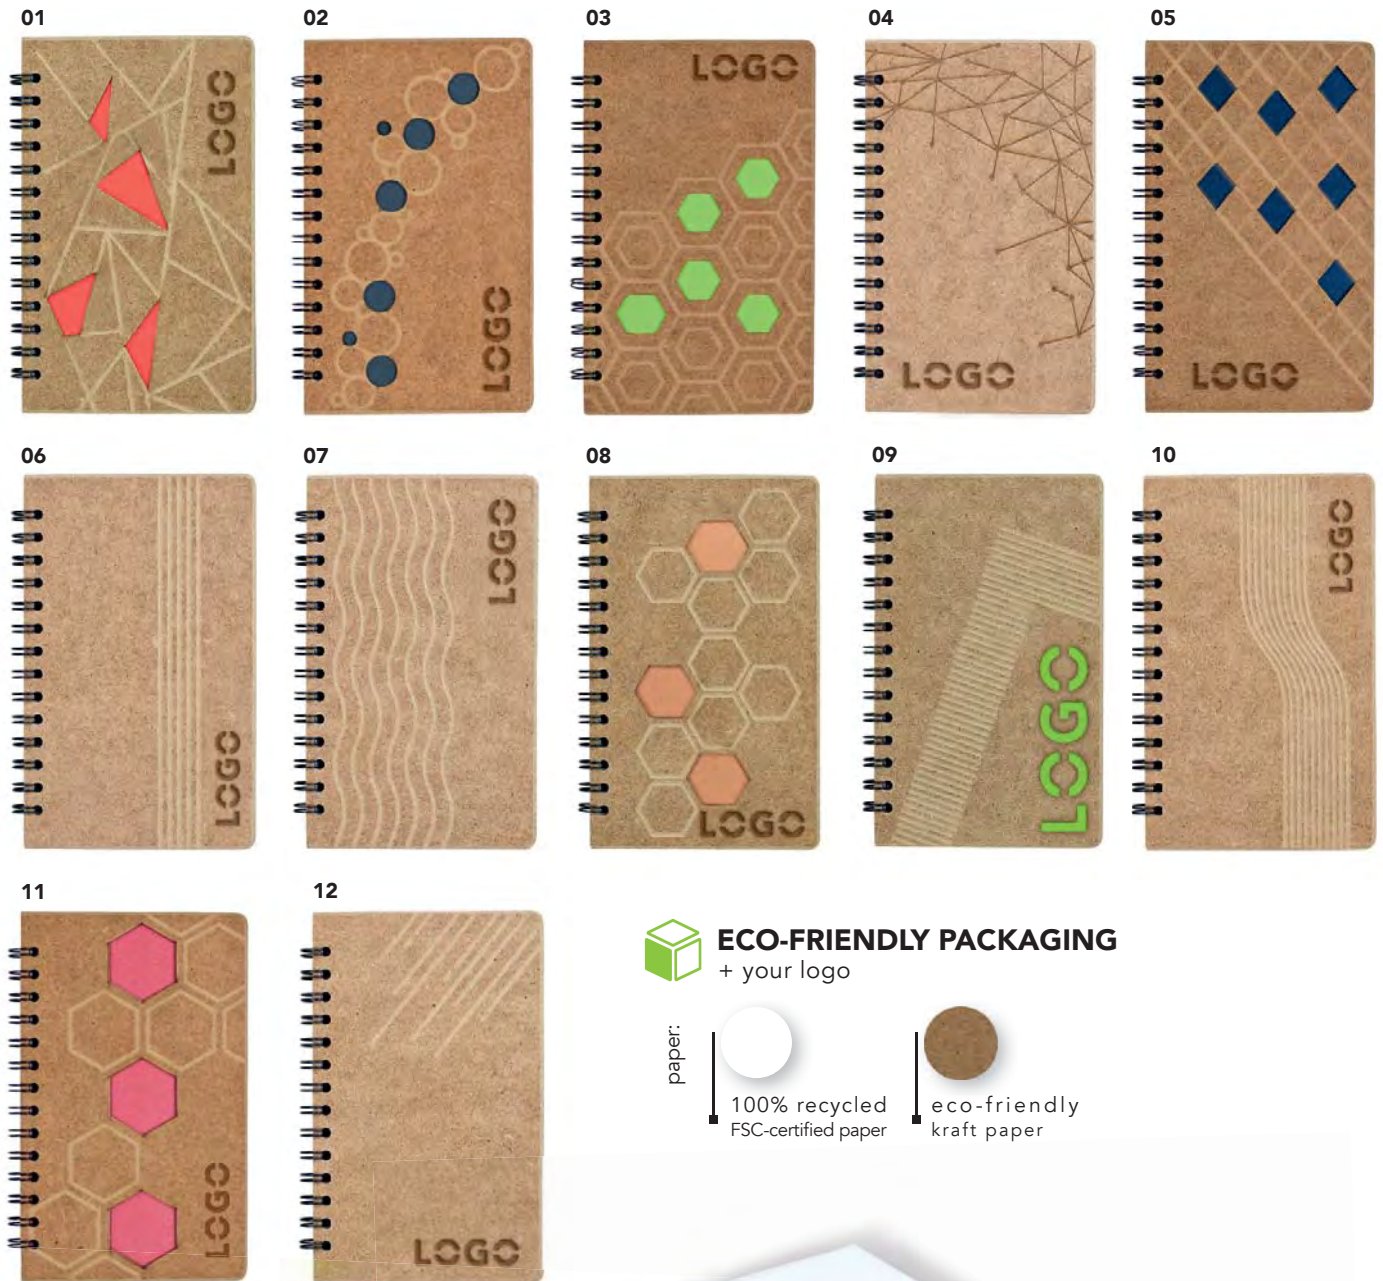 01
02
03
04
05
LOGO
LOGO
LOGO
LOGO
LOGO
06
07
08
09
10
LOGO
LOGO
LOGO
LOGO
LOGO
11
12
LOGO
LOGO
ECO-FRIENDLY PACKAGING
+ your logo
paper:
100% recycled
FSC-certified paper
eco-friendly
kraft paper